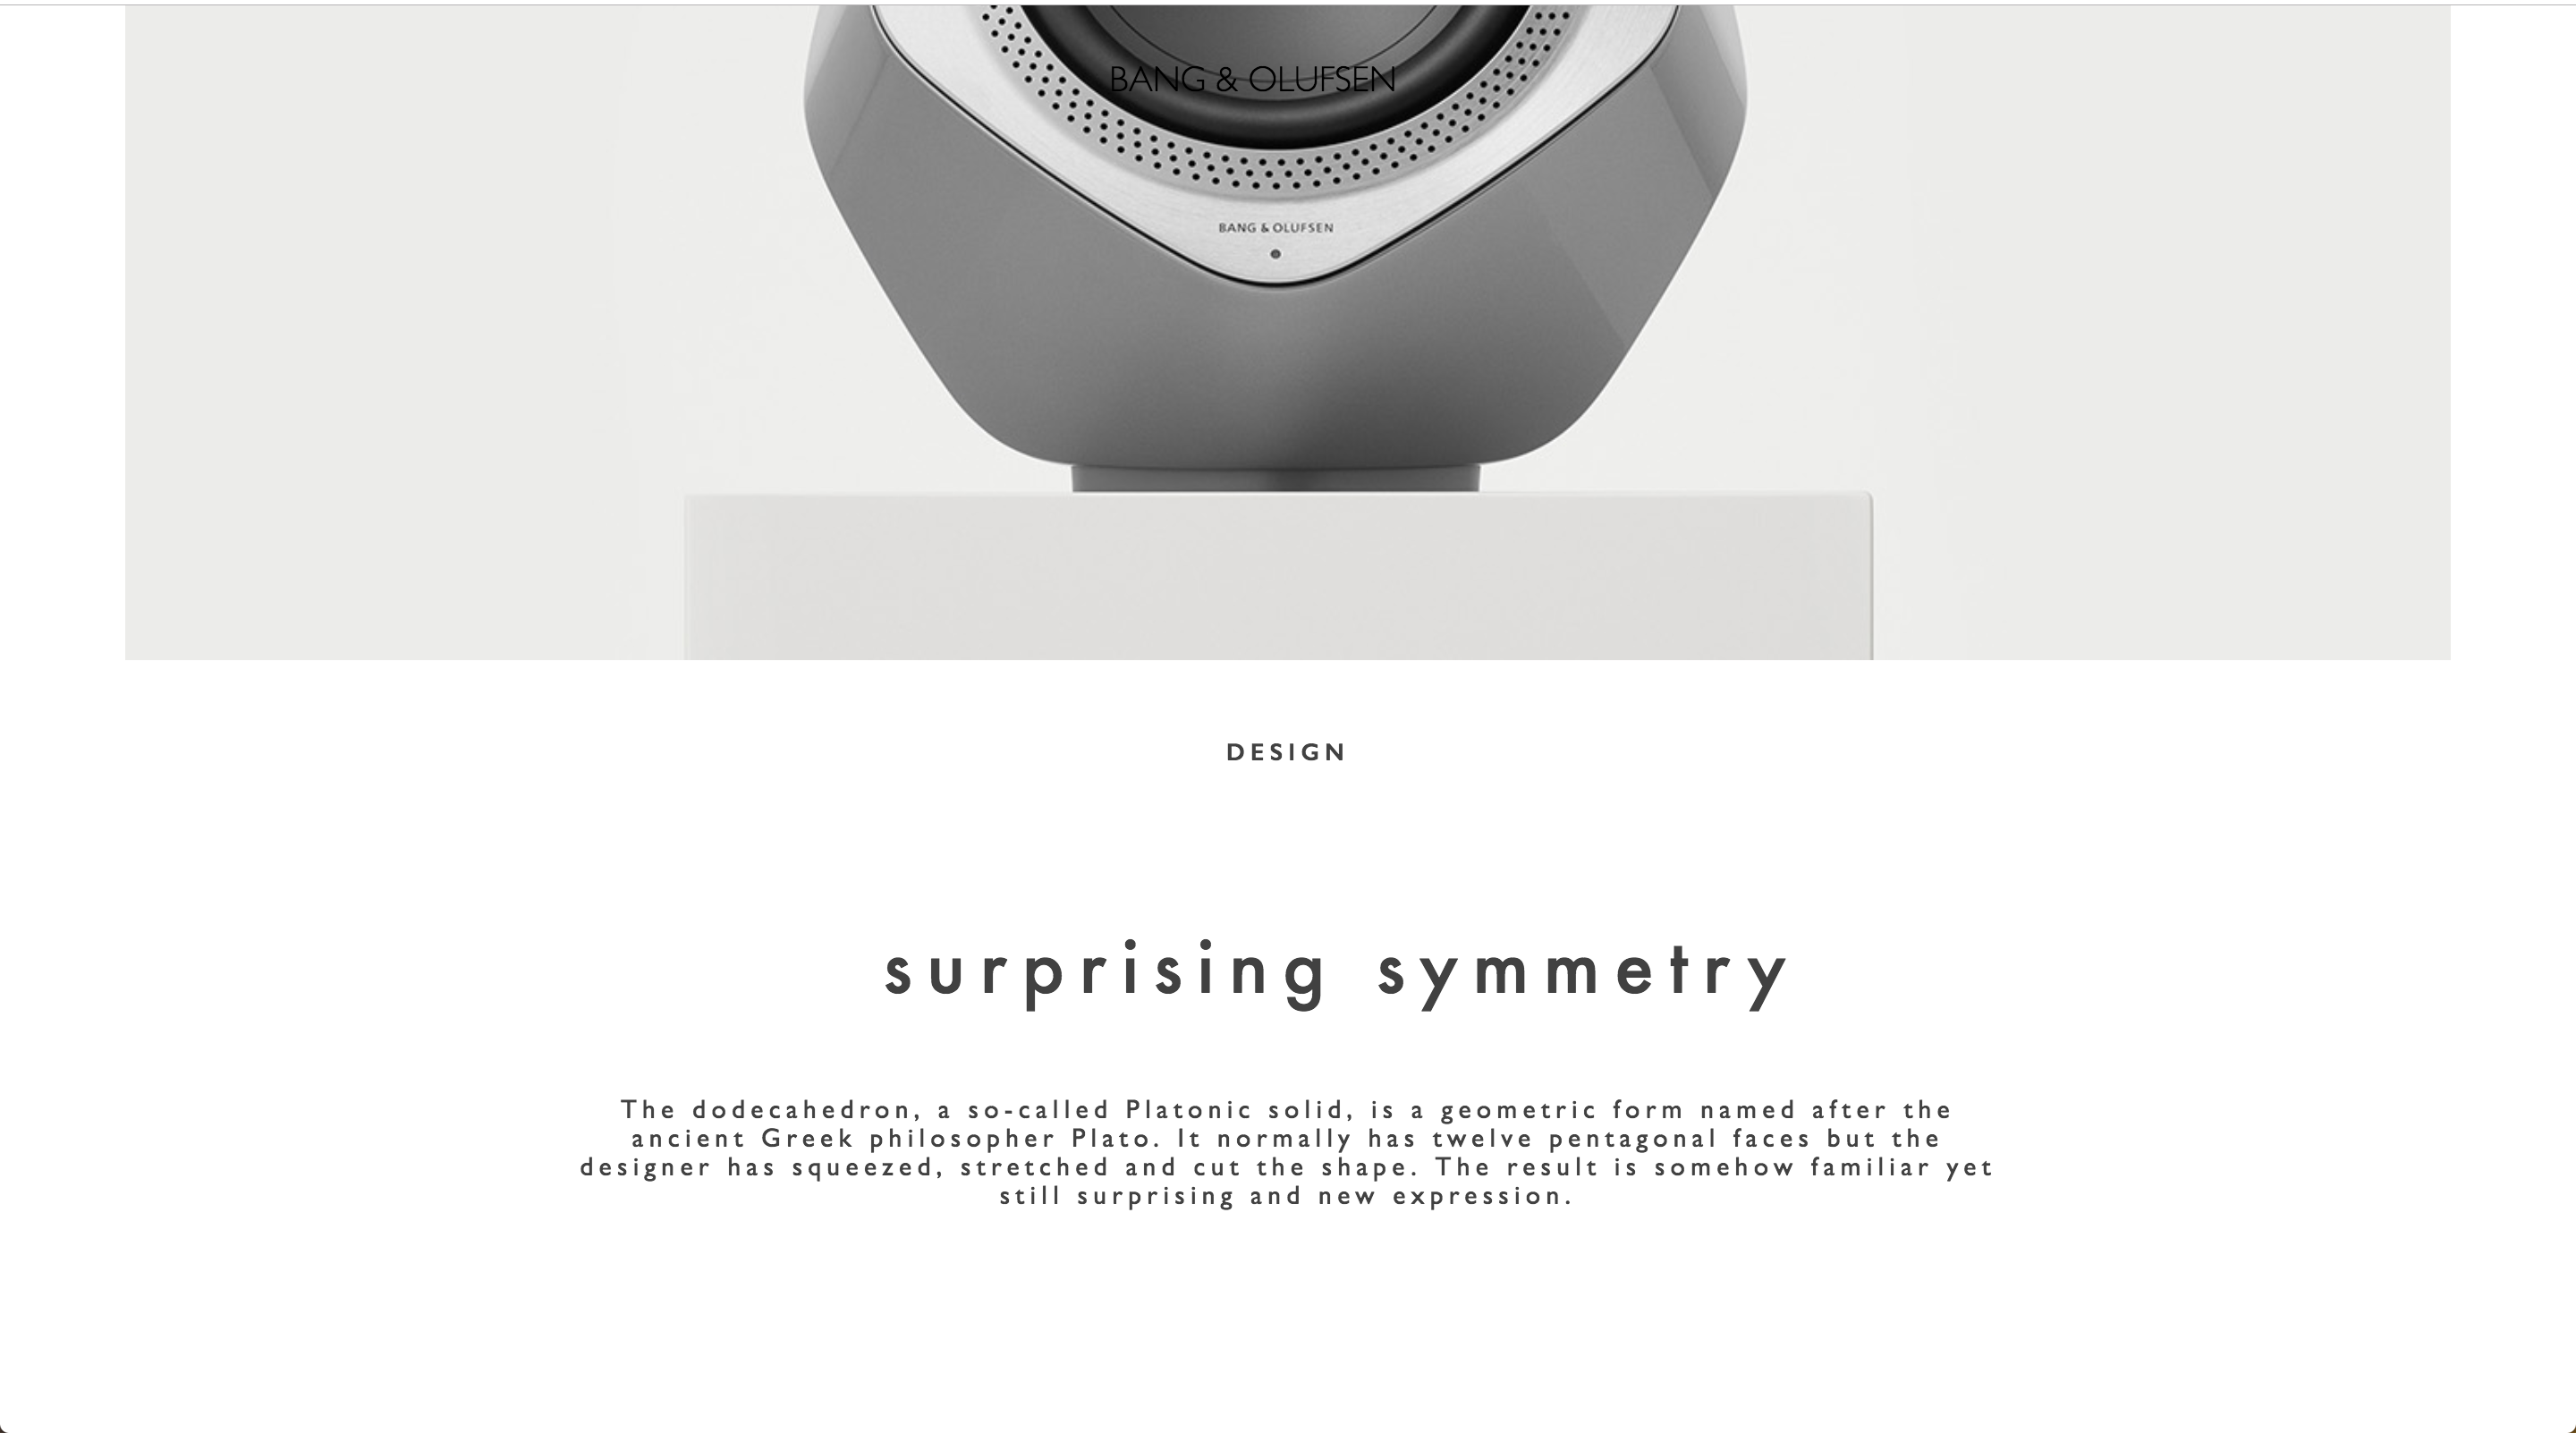 BANG & OLUFSEN
BANG & OLUFSEN
DESIGN
surprising symmetry
The dodecahedron, a so-called Platonic solid, is a geometric form named after the
ancient Greek philosopher Plato. It normally has twelve pentagonal faces but the
designer has squeezed, stretched and cut the shape. The result is somehow familiar yet
still surprising and new expression.